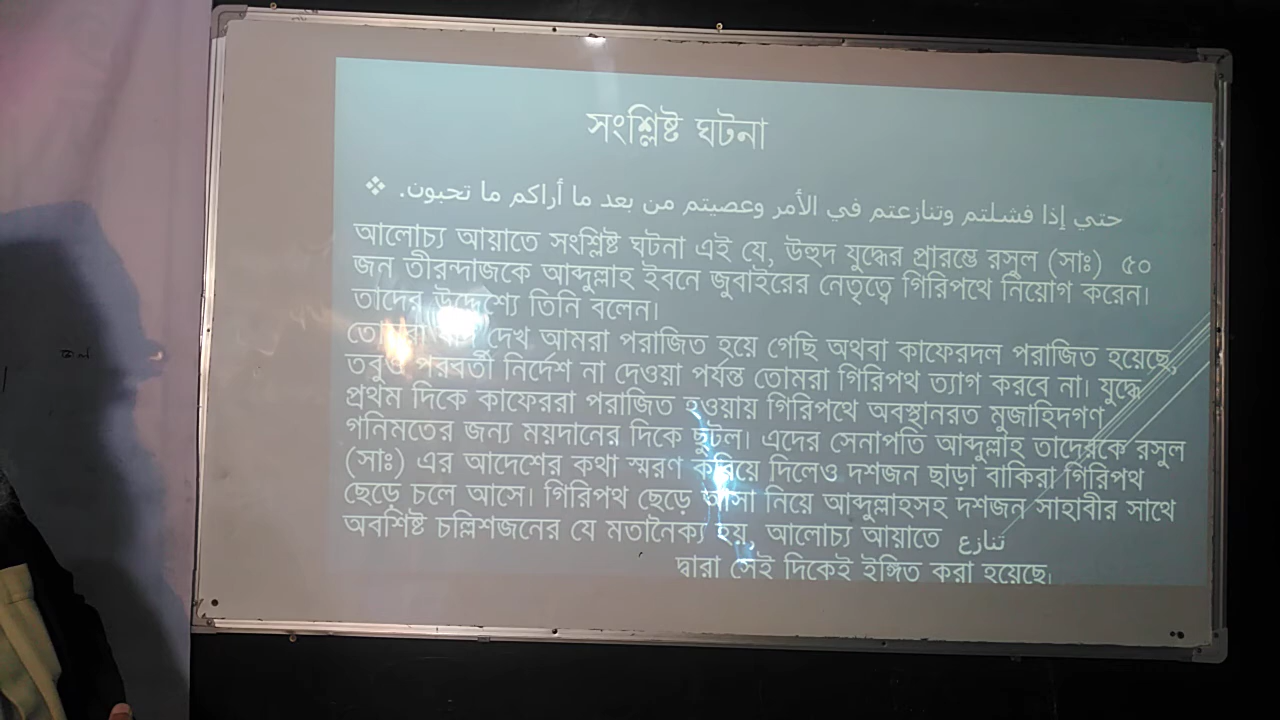 সংশ্লিষ্ট ঘটনা
❖ حتي إذا فشلتم وتنازعتم في الأمر وعصيتم من بعد ما أراكم ما تحبون.
আলোচ্য আয়াতে সংশ্লিষ্ট ঘটনা এই যে, উহুদ যুদ্ধের প্রারম্ভে রসুল (সাঃ) ৫০
জন তীরন্দাজকে আব্দুল্লাহ ইবনে জুবাইরের নেতৃত্বে গিরিপথে নিয়োগ করেন।
তাদের উদ্দেশ্যে তিনি বলেন।
দেখ আমরা পরাজিত হয়ে গেছি অথবা কাফেরদল পরাজিত হয়েছে,
তবুও পরবর্তী নির্দেশ না দেওয়া পর্যন্ত তোমরা গিরিপথ ত্যাগ করবে না। যুদ্ধে
প্রথম দিকে কাফেররা পরাজিত হওয়ায় গিরিপথে অবস্থানরত মুজাহিদগণ
গনিমতের জন্য ময়দানের দিকে ছুটল। এদের সেনাপতি আব্দুল্লাহ তাদেরকে রসুল
(সাঃ) এর আদেশের কথা স্মরণ করিয়ে দিলেও দশজন ছাড়া বাকিরা গিরিপথ
ছেড়ে চলে আসে। গিরিপথ ছেড়ে আসা নিয়ে আব্দুল্লাহসহ দশজন সাহাবীর সাথে
অবশিষ্ট চল্লিশজনের যে মতানৈক্য হয়, আলোচ্য আয়াতে تنازع
দ্বারা সেই দিকেই ইঙ্গিত করা হয়েছে।